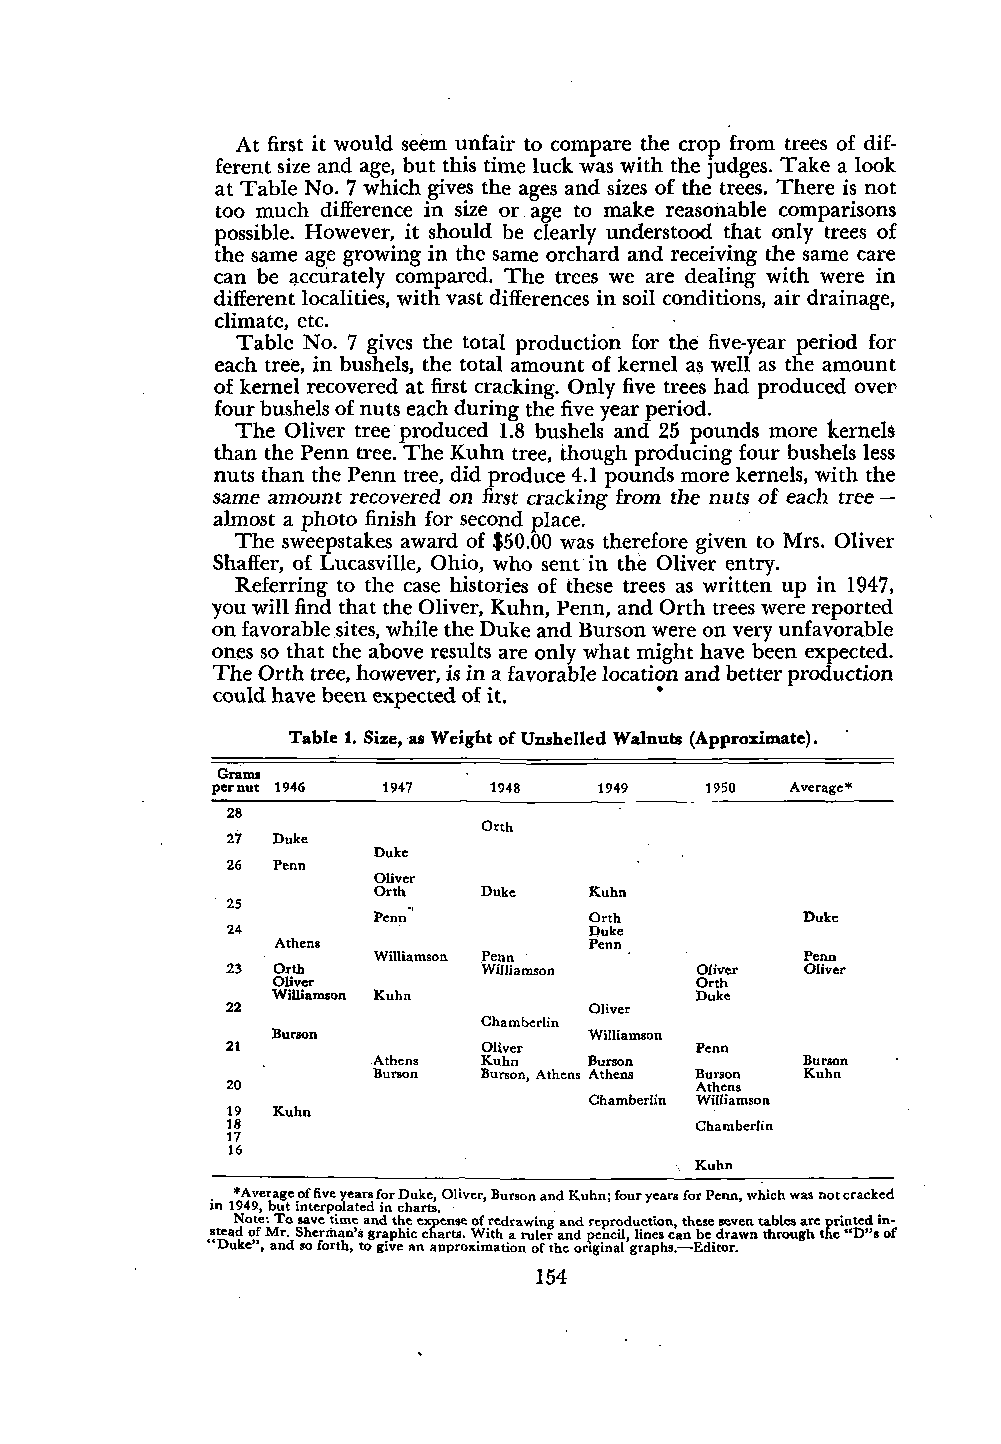 At first it would seem unfair to compare the crop from trees of dif-
ferent size and age, but this time luck was with the judges. Take a look
at Table No. 7 which gives the ages and sizes of the trees. There is not
too much difference in size or age to make reasonable comparisons
possible. However, it should be clearly understood that only trees of
the same age growing in the same orchard and receiving the same care
can be accurately compared. The trees we are dealing with were in
different localities, with vast differences in soil conditions, air drainage,
climate, etc.
Table No. 7 gives the total production for the five-year period for
each tree, in bushels, the total amount of kernel as well as the amount
of kernel recovered at first cracking. Only five trees had produced over
four bushels of nuts each during the five year period.
The Oliver tree produced 1.8 bushels and 25 pounds more kernels
than the Penn tree. The Kuhn tree, though producing four bushels less
nuts than the Penn tree, did produce 4.1 pounds more kernels, with the
same amount recovered on first cracking from the nuts of each tree —
almost a photo finish for second place.
The sweepstakes award of $50.00 was therefore given to Mrs. Oliver
Shaffer, of Lucasville, Ohio, who sent in the Oliver entry.
Referring to the case histories of these trees as written up in 1947,
you will find that the Oliver, Kuhn, Penn, and Orth trees were reported
on favorable sites, while the Duke and Burson were on very unfavorable
ones so that the above results are only what might have been expected.
The Orth tree, however, is in a favorable location and better production
could have been expected of it.
Table 1. Size, as Weight of Unshelled Walnuts (Approximate).
Grams
per nut 1946 1947 1948 1949 1950 Average*
28
Orth
27 Duke
Duke
26 Penn
Oliver
Orth Duke Kuhn
25
Penn Orth Duke
24 Duke
Athens Penn
Williamson Penn Penn
23 Orth Williamson Oliver Oliver
Oliver Orth
Williamson Kuhn Duke
22 Oliver
Chamberlin
Burson Williamson
21 Oliver Penn
Athens Kuhn Burson Burson
Burson Burson, Athens Athens Burson Kuhn
20 Athens
Chamberlin Williamson
19 Kuhn
18 Chamberlin
17
16
Kuhn
*Average of five years for Duke, Oliver, Burson and Kuhn; four years for Penn, which was not cracked
in 1949, but interpolated in charts.
Note: To save time and the expense of redrawing and reproduction, these seven tables are printed in-
stead of Mr. Sherman's graphic charts. With a ruler and pencil, lines can be drawn through the "D"s of
"Duke", and so forth, to give an approximation of the original graphs.—Editor.
154